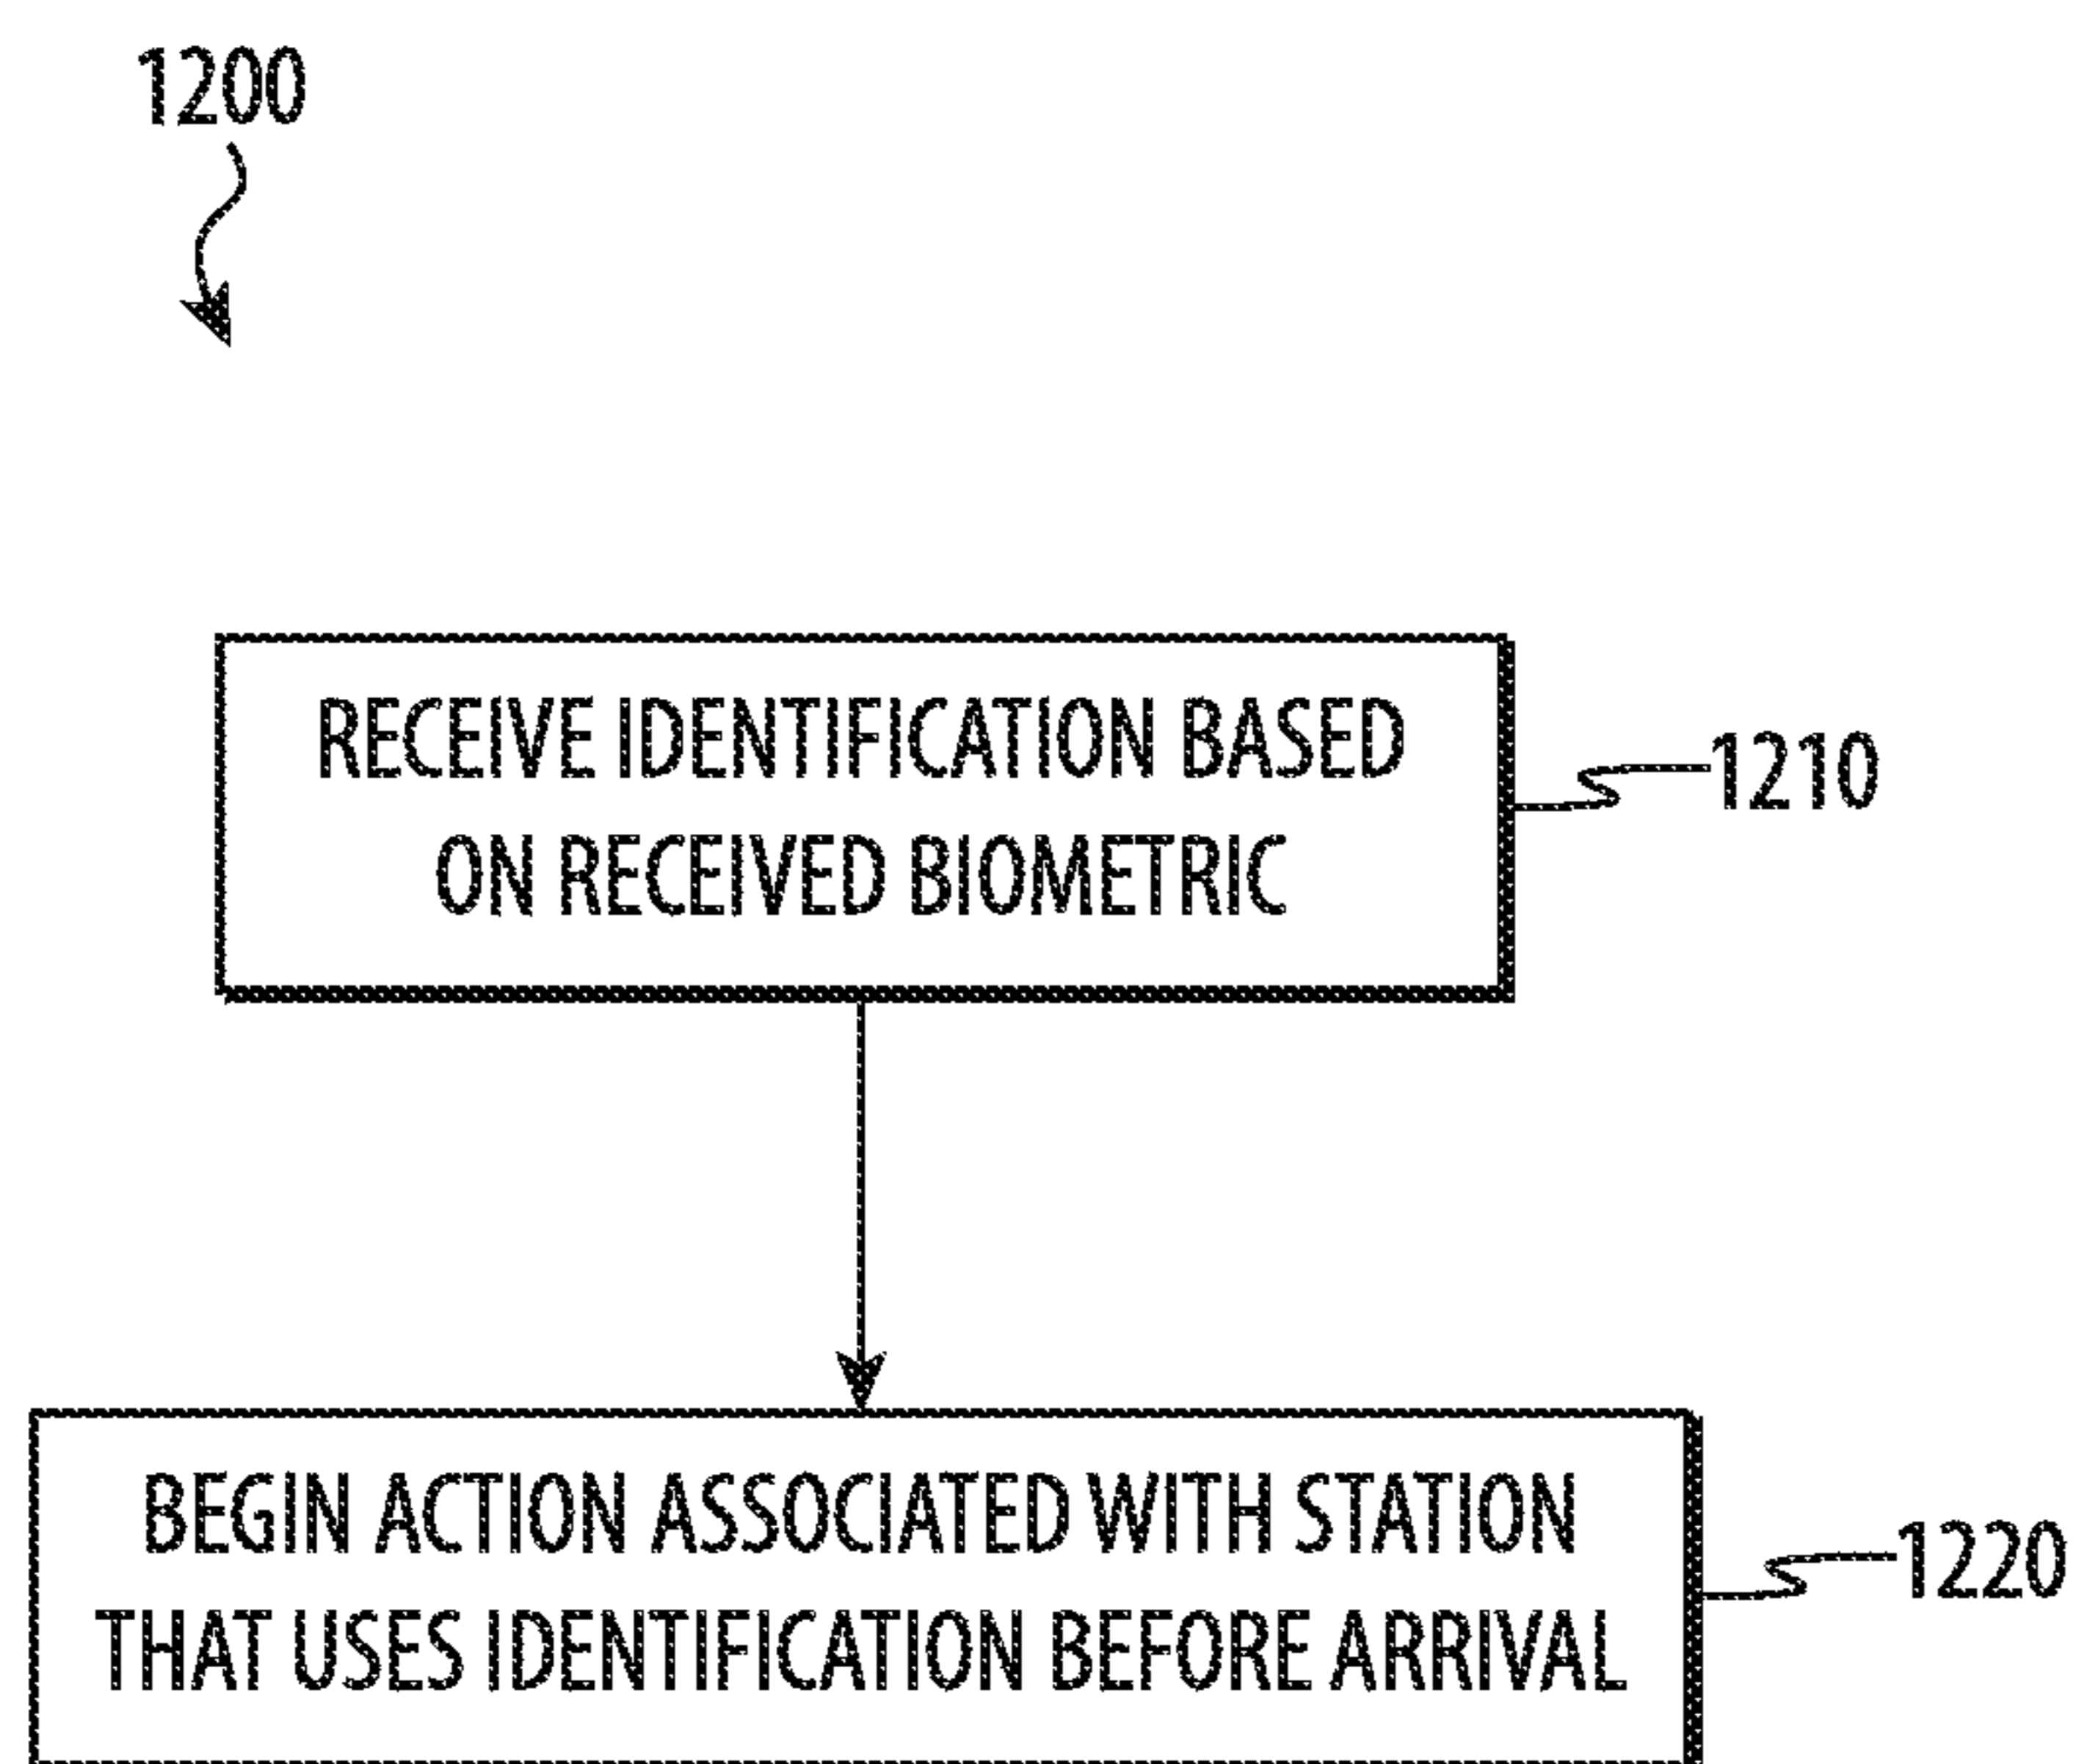 1200
RECEIVE IDENTIFICATION BASED
ON RECEIVED BIOMETRIC
1210
BEGIN ACTION ASSOCIATED WITH STATION
THAT USES IDENTIFICATION BEFORE ARRIVAL
1220